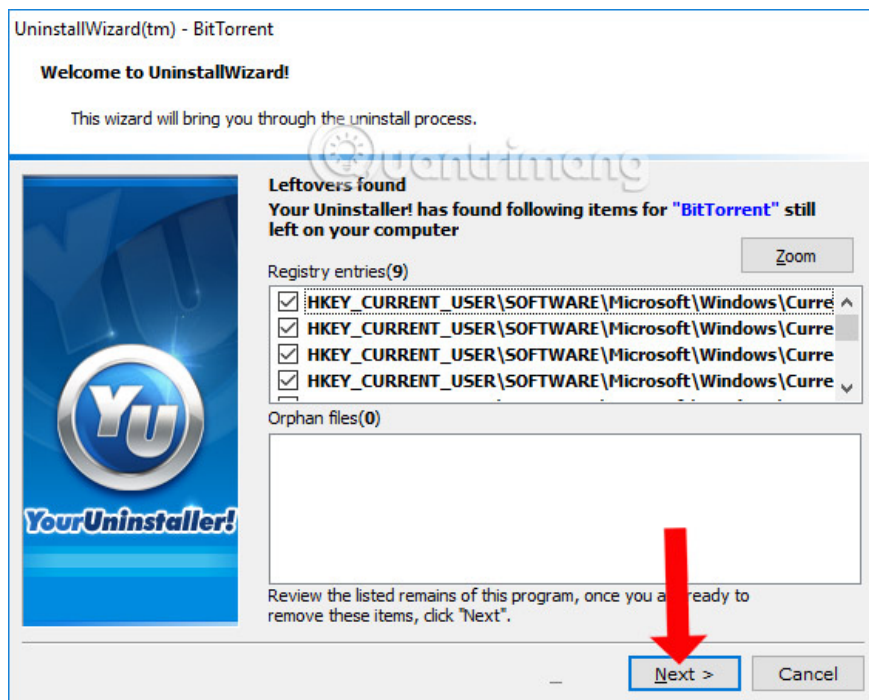 UninstallWizard(tm) - BitTorrent
Welcome to UninstallWizard!
This wizard will bring you through the uninstall process.
Quantrimang
Leftovers found
Your Uninstaller! has found following items for "BitTorrent" still
left on your computer
Zoom
Registry entries(9)
HKEY_CURRENT_USER\SOFTWARE\Microsoft\Windows\Curre
HKEY_CURRENT_USER\SOFTWARE\Microsoft\Windows\Curre
HKEY_CURRENT_USER\SOFTWARE\Microsoft\Windows\Curre
HKEY_CURRENT_USER\SOFTWARE\Microsoft\Windows\Curre
Orphan files(0)
YU
YourUninstaller!
Review the listed remains of this program, once you a ready to
remove these items, click "Next".
Next >
Cancel